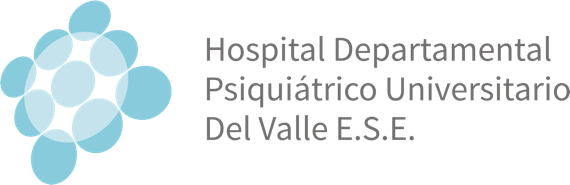 Hospital Departamental
Psiquiátrico Universitario
Del Valle E.S.E.